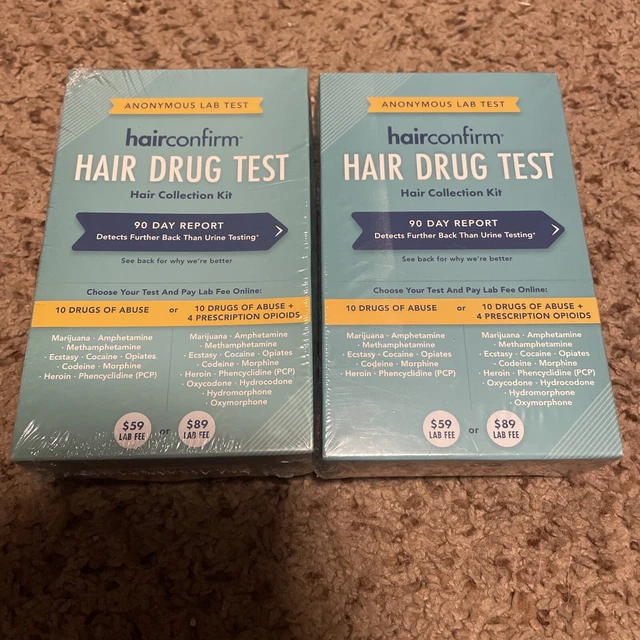 ANONYMOUS LAB TEST
hairconfirm
HAIR DRUG TEST
Hair Collection Kit
90 DAY REPORT
Detects Further Back Than Urine Testing*
See back for why we're better
Choose Your Test And Pay Lab Fee Online:
10 DRUGS OF ABUSE or 10 DRUGS OF ABUSE +
4 PRESCRIPTION OPIOIDS
Marijuana · Amphetamine
· Methamphetamine
· Ecstasy · Cocaine · Opiates
· Codeine · Morphine
· Heroin · Phencyclidine (PCP)
Marijuana · Amphetamine
· Methamphetamine
· Ecstasy · Cocaine · Opiates
· Codeine · Morphine
· Heroin · Phencyclidine (PCP)
· Oxycodone · Hydrocodone
· Hydromorphone
· Oxymorphone
$59
LAB FEE
or
$89
LAB FEE
ANONYMOUS LAB TEST
hairconfirm
HAIR DRUG TEST
Hair Collection Kit
90 DAY REPORT
Detects Further Back Than Urine Testing*
See back for why we're better
Choose Your Test And Pay Lab Fee Online:
10 DRUGS OF ABUSE or 10 DRUGS OF ABUSE +
4 PRESCRIPTION OPIOIDS
Marijuana · Amphetamine
· Methamphetamine
· Ecstasy · Cocaine · Opiates
· Codeine · Morphine
· Heroin · Phencyclidine (PCP)
Marijuana · Amphetamine
· Methamphetamine
· Ecstasy · Cocaine · Opiates
· Codeine · Morphine
· Heroin · Phencyclidine (PCP)
· Oxycodone · Hydrocodone
· Hydromorphone
· Oxymorphone
$59
LAB FEE
or
$89
LAB FEE